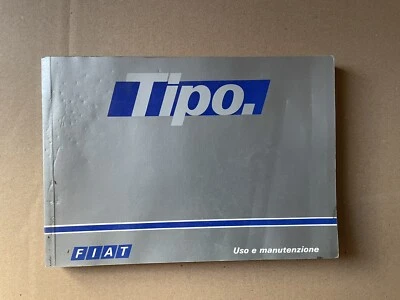 Tipo.
FIAT
Uso e manutenzione